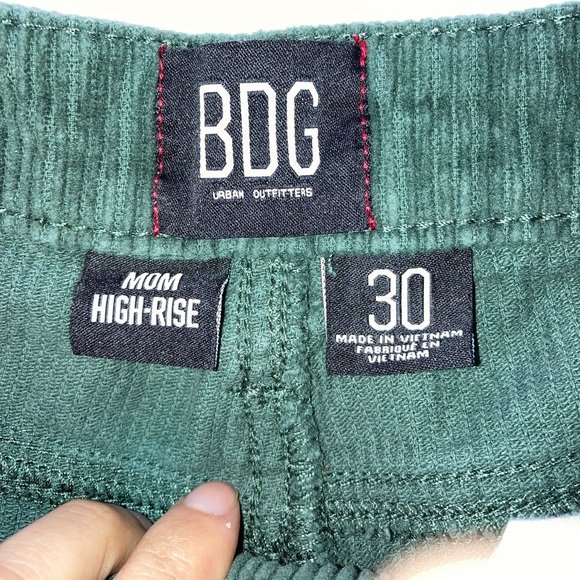 BDG
URBAN OUTFITTERS
MOM
HIGH-RISE
30
MADE IN VIETNAM
FABRIQUÉ EN
VIETNAM